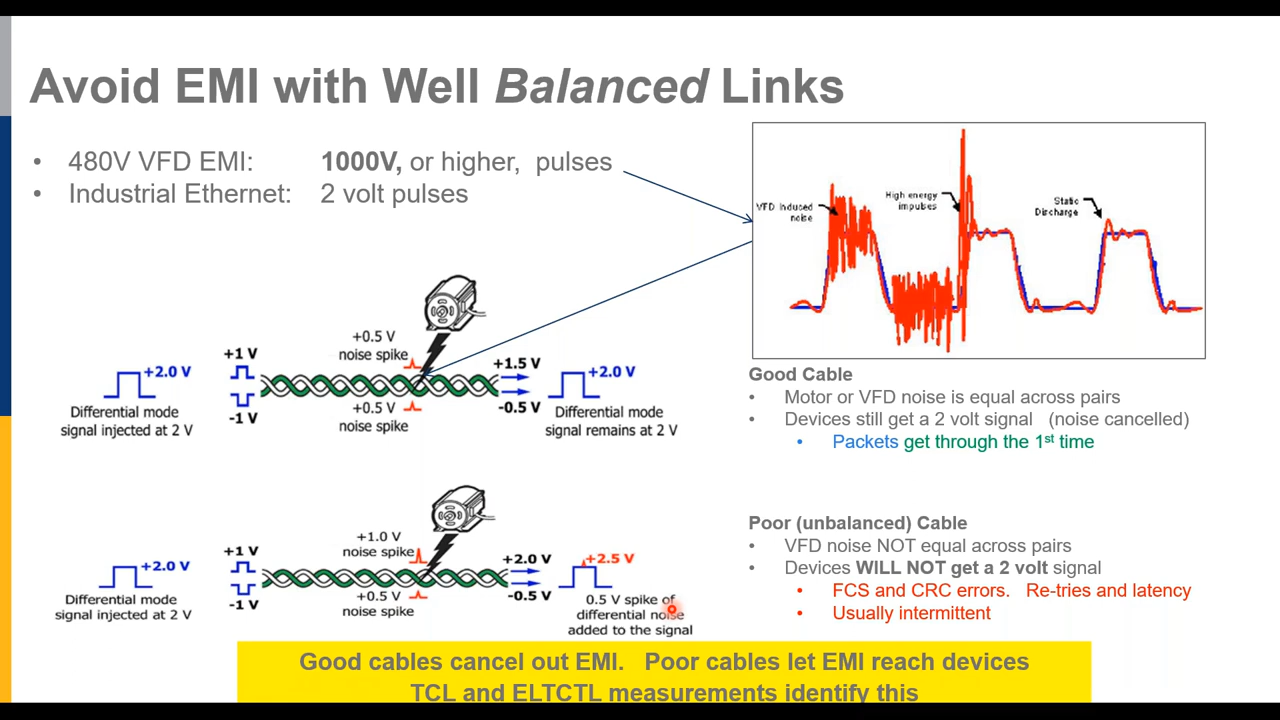 Avoid EMI with Well Balanced Links
• 480V VFD EMI: 1000V, or higher, pulses
• Industrial Ethernet: 2 volt pulses
VFD induced
noise
High energy
impulses
Static
Discharge
+0.5 V
noise spike
+1 V
-1 V
+2.0 V
Differential mode
signal injected at 2 V
+0.5 V
noise spike
+1.5 V
-0.5 V
+2.0 V
Differential mode
signal remains at 2 V
Good Cable
• Motor or VFD noise is equal across pairs
• Devices still get a 2 volt signal (noise cancelled)
• Packets get through the 1st time
+1.0 V
noise spike
+1 V
-1 V
+2.0 V
Differential mode
signal injected at 2 V
+0.5 V
noise spike
+2.0 V
-0.5 V
+2.5 V
0.5 V spike of
differential noise
added to the signal
Poor (unbalanced) Cable
• VFD noise NOT equal across pairs
• Devices WILL NOT get a 2 volt signal
• FCS and CRC errors. Re-tries and latency
• Usually intermittent
Good cables cancel out EMI. Poor cables let EMI reach devices
TCL and ELTCTL measurements identify this